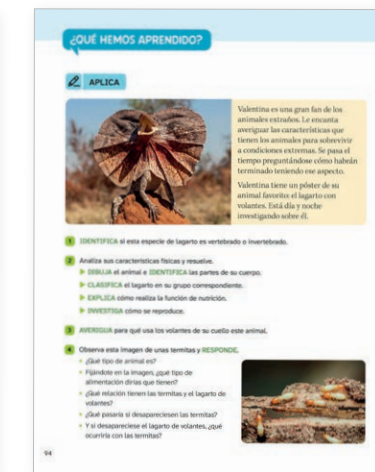 ¿QUÉ HEMOS APRENDIDO?
APLICA
Valentina es una gran fan de los
animales extraños. Le encanta
averiguar las características que
tienen los animales para sobrevivir
a condiciones extremas. Se pasa el
tiempo preguntándose cómo habrán
terminado teniendo ese aspecto.
Valentina tiene un póster de su
animal favorito: el lagarto con
volantes. Está día y noche
investigando sobre él.
1 IDENTIFICA si esta especie de lagarto es vertebrado o invertebrado.
2 Analiza sus características físicas y resuelve.
DIBUJA el animal e IDENTIFICA las partes de su cuerpo.
CLASIFICA el lagarto en su grupo correspondiente.
EXPLICA cómo realiza la función de nutrición.
INVESTIGA cómo se reproduce.
3 AVERIGUA para qué usa los volantes de su cuello este animal.
4 Observa esta imagen de unas termitas y RESPONDE.
¿Qué tipo de animal es?
Fijándote en la imagen, ¿qué tipo de
alimentación dirías que tienen?
¿Qué relación tienen las termitas y el lagarto de
volantes?
¿Qué pasaría si desapareciesen las termitas?
Y si desapareciese el lagarto de volantes, ¿qué
ocurriría con las termitas?
94